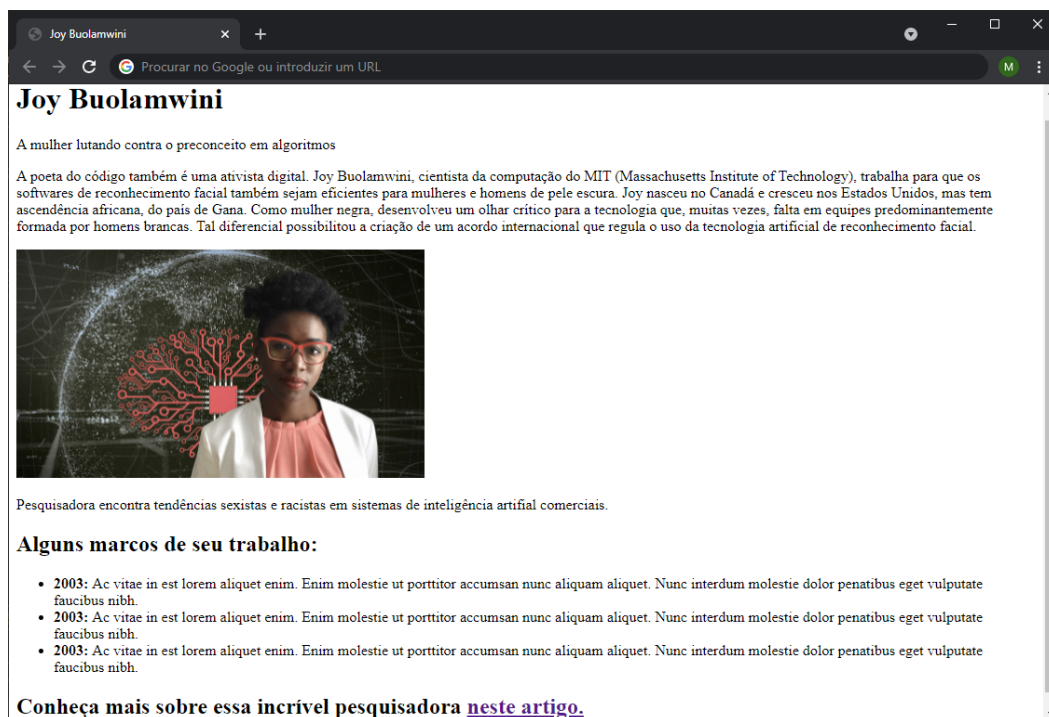 Joy Buolamwini
Procurar no Google ou introduzir um URL
M
Joy Buolamwini
A mulher lutando contra o preconceito em algoritmos
A poeta do código também é uma ativista digital. Joy Buolamwini, cientista da computação do MIT (Massachusetts Institute of Technology), trabalha para que os
softwares de reconhecimento facial também sejam eficientes para mulheres e homens de pele escura. Joy nasceu no Canadá e cresceu nos Estados Unidos, mas tem
ascendência africana, do país de Gana. Como mulher negra, desenvolveu um olhar crítico para a tecnologia que, muitas vezes, falta em equipes predominantemente
formada por homens brancas. Tal diferencial possibilitou a criação de um acordo internacional que regula o uso da tecnologia artificial de reconhecimento facial.
Pesquisadora encontra tendências sexistas e racistas em sistemas de inteligência artifial comerciais.
Alguns marcos de seu trabalho:
• 2003: Ac vitae in est lorem aliquet enim. Enim molestie ut porttitor accumsan nunc aliquam aliquet. Nunc interdum molestie dolor penatibus eget vulputate
faucibus nibh.
• 2003: Ac vitae in est lorem aliquet enim. Enim molestie ut porttitor accumsan nunc aliquam aliquet. Nunc interdum molestie dolor penatibus eget vulputate
faucibus nibh.
• 2003: Ac vitae in est lorem aliquet enim. Enim molestie ut porttitor accumsan nunc aliquam aliquet. Nunc interdum molestie dolor penatibus eget vulputate
faucibus nibh.
Conheça mais sobre essa incrível pesquisadora neste artigo.